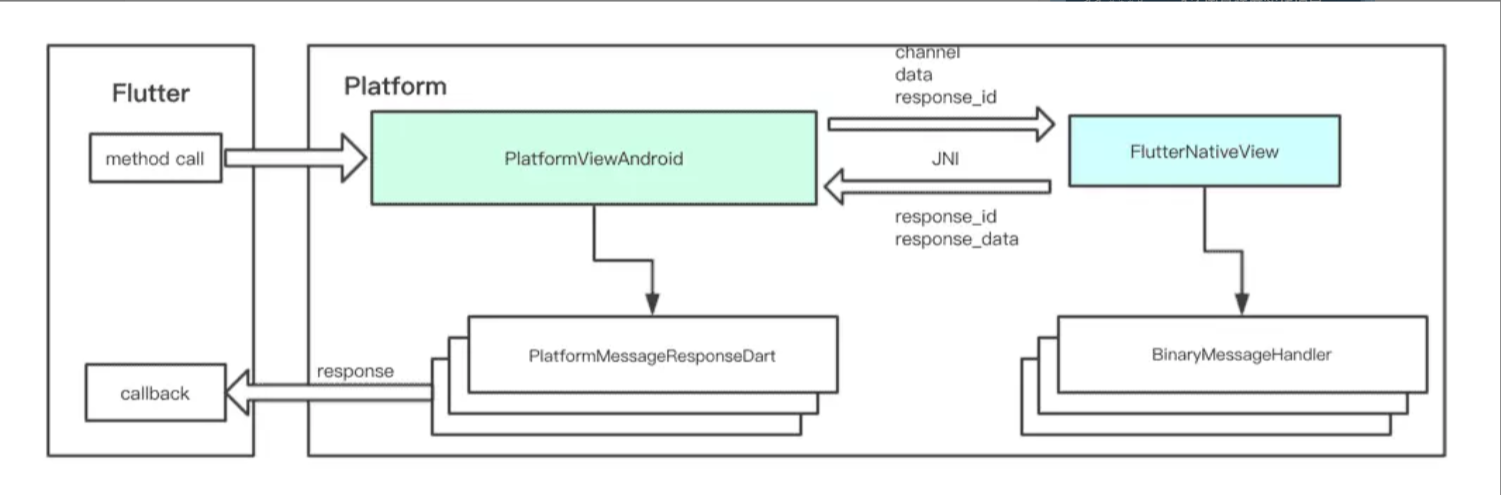 Flutter
method call
callback
Platform
PlatformViewAndroid
channel
data
response_id
JNI
response_id
response_data
FlutterNativeView
PlatformMessageResponseDart
response
BinaryMessageHandler